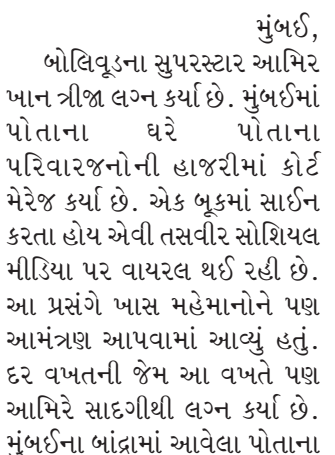 મુંબઈ,
બોલિવૂડના સુપરસ્ટાર આમિર
ખાન ત્રીજા લગ્ન કર્યા છે. મુંબઈમાં
પોતાના ઘરે પોતાના
પરિવારજનોની હાજરીમાં કોર્ટ
મેરેજ કર્યા છે. એક બૂકમાં સાઈન
કરતા હોય એવી તસવીર સોશિયલ
મીડિયા પર વાયરલ થઈ રહી છે.
આ પ્રસંગે ખાસ મહેમાનોને પણ
આમંત્રણ આપવામાં આવ્યું હતું.
દર વખતની જેમ આ વખતે પણ
આમિરે સાદગીથી લગ્ન કર્યા છે.
મુંબઈના બાંદ્રામાં આવેલા પોતાના